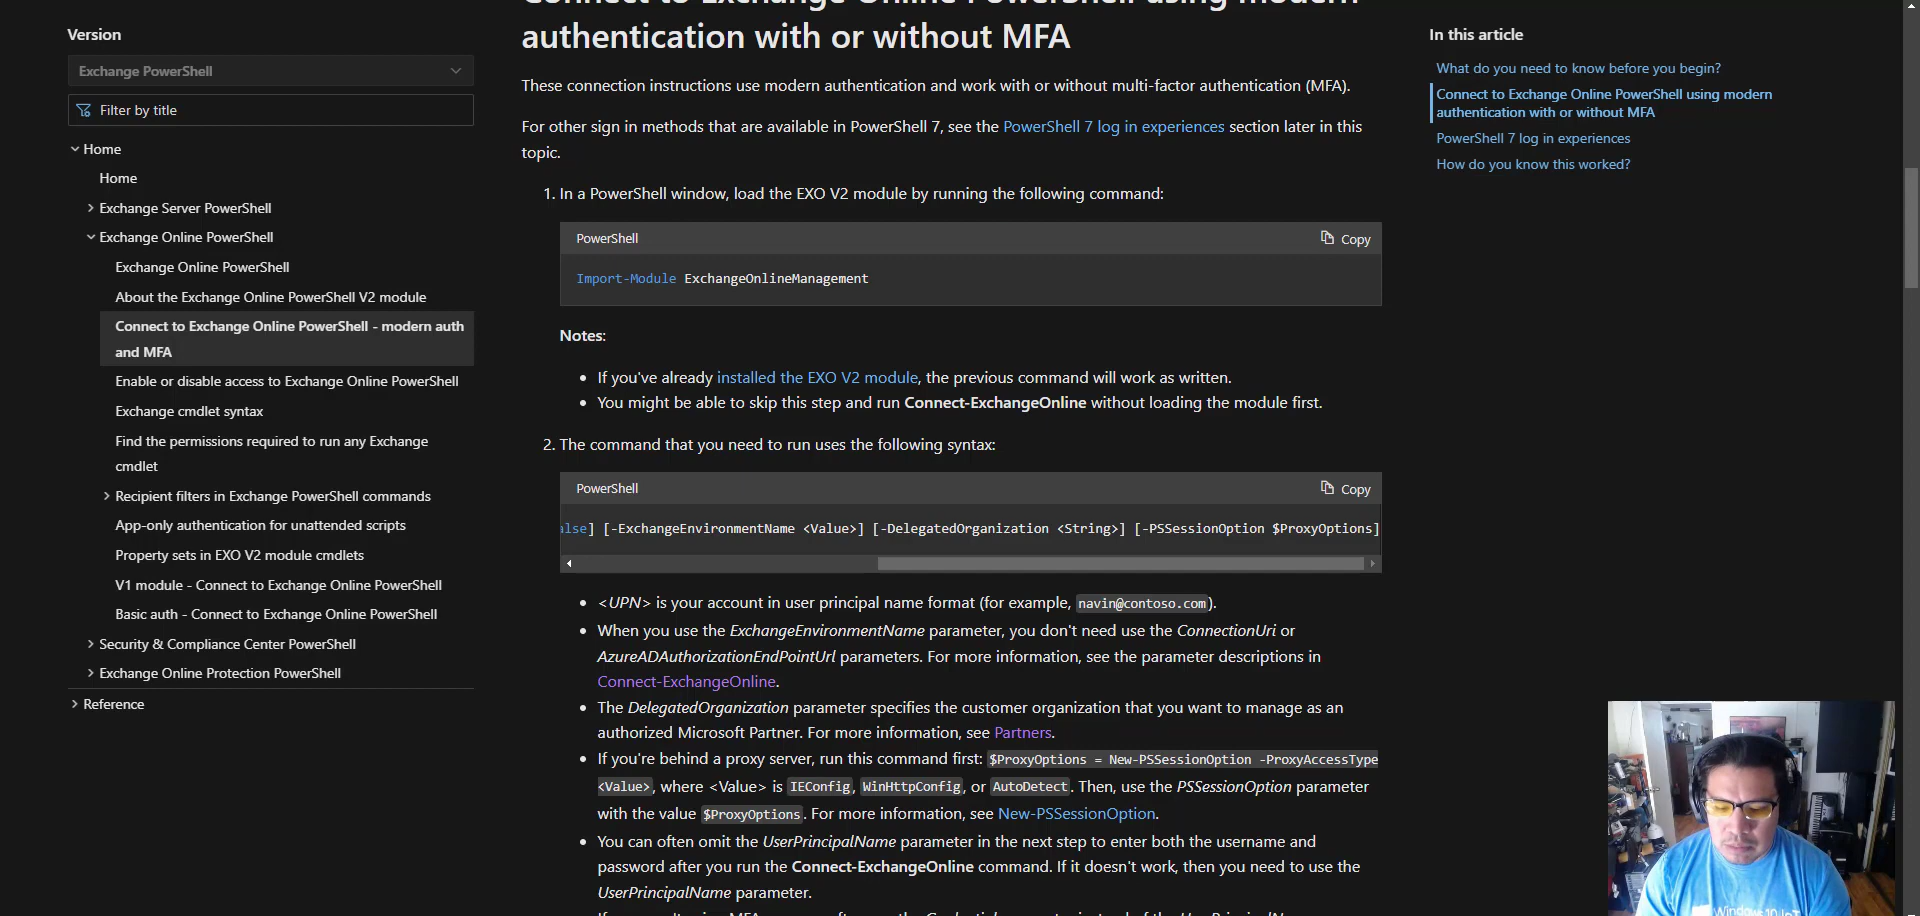 Version
Exchange PowerShell
Filter by title
Home
Home
Exchange Server PowerShell
Exchange Online PowerShell
Exchange Online PowerShell
About the Exchange Online PowerShell V2 module
Connect to Exchange Online PowerShell - modern auth
and MFA
Enable or disable access to Exchange Online PowerShell
Exchange cmdlet syntax
Find the permissions required to run any Exchange
cmdlet
Recipient filters in Exchange PowerShell commands
App-only authentication for unattended scripts
Property sets in EXO V2 module cmdlets
V1 module - Connect to Exchange Online PowerShell
Basic auth - Connect to Exchange Online PowerShell
Security & Compliance Center PowerShell
Exchange Online Protection PowerShell
Reference
Connect to Exchange Online PowerShell using modern
authentication with or without MFA
These connection instructions use modern authentication and work with or without multi-factor authentication (MFA).
For other sign in methods that are available in PowerShell 7, see the PowerShell 7 log in experiences section later in this
topic.
1. In a PowerShell window, load the EXO V2 module by running the following command:
PowerShell Copy
Import-Module ExchangeOnlineManagement
Notes:
• If you've already installed the EXO V2 module, the previous command will work as written.
• You might be able to skip this step and run Connect-ExchangeOnline without loading the module first.
2. The command that you need to run uses the following syntax:
PowerShell Copy
alse] [-ExchangeEnvironmentName <Value>] [-DelegatedOrganization <String>] [-PSSessionOption $ProxyOptions]
• <UPN> is your account in user principal name format (for example, navin@contoso.com).
• When you use the ExchangeEnvironmentName parameter, you don't need use the ConnectionUri or
AzureADAuthorizationEndPointUrl parameters. For more information, see the parameter descriptions in
Connect-ExchangeOnline.
• The DelegatedOrganization parameter specifies the customer organization that you want to manage as an
authorized Microsoft Partner. For more information, see Partners.
• If you're behind a proxy server, run this command first: $ProxyOptions = New-PSSessionOption -ProxyAccessType
<Value>, where <Value> is IEConfig, WinHttpConfig, or AutoDetect. Then, use the PSSessionOption parameter
with the value $ProxyOptions. For more information, see New-PSSessionOption.
• You can often omit the UserPrincipalName parameter in the next step to enter both the username and
password after you run the Connect-ExchangeOnline command. If it doesn't work, then you need to use the
UserPrincipalName parameter.
In this article
What do you need to know before you begin?
Connect to Exchange Online PowerShell using modern
authentication with or without MFA
PowerShell 7 log in experiences
How do you know this worked?
Windows 10 IoT